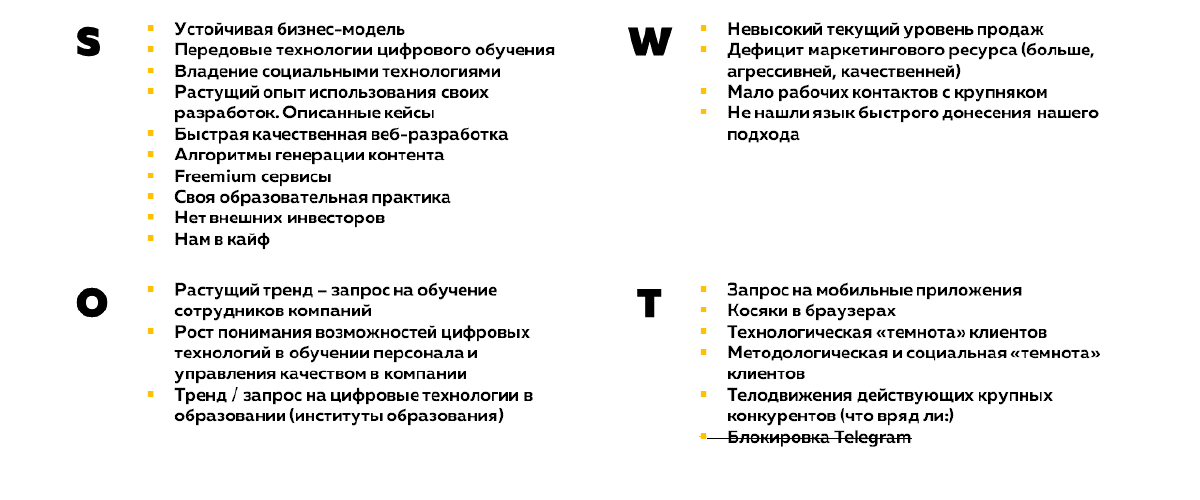 S
Устойчивая бизнес-модель
Передовые технологии цифрового обучения
Владение социальными технологиями
Растущий опыт использования своих
разработок. Описанные кейсы
Быстрая качественная веб-разработка
Алгоритмы генерации контента
Freemium сервисы
Своя образовательная практика
Нет внешних инвесторов
Нам в кайф
W
Невысокий текущий уровень продаж
Дефицит маркетингового ресурса (больше,
агрессивней, качественней)
Мало рабочих контактов с крупняком
Не нашли язык быстрого донесения нашего
подхода
O
Растущий тренд – запрос на обучение
сотрудников компаний
Рост понимания возможностей цифровых
технологий в обучении персонала и
управления качеством в компании
Тренд / запрос на цифровые технологии в
образовании (институты образования)
T
Запрос на мобильные приложения
Косяки в браузерах
Технологическая «темнота» клиентов
Методологическая и социальная «темнота»
клиентов
Телодвижения действующих крупных
конкурентов (что вряд ли:)
Блокировка Telegram